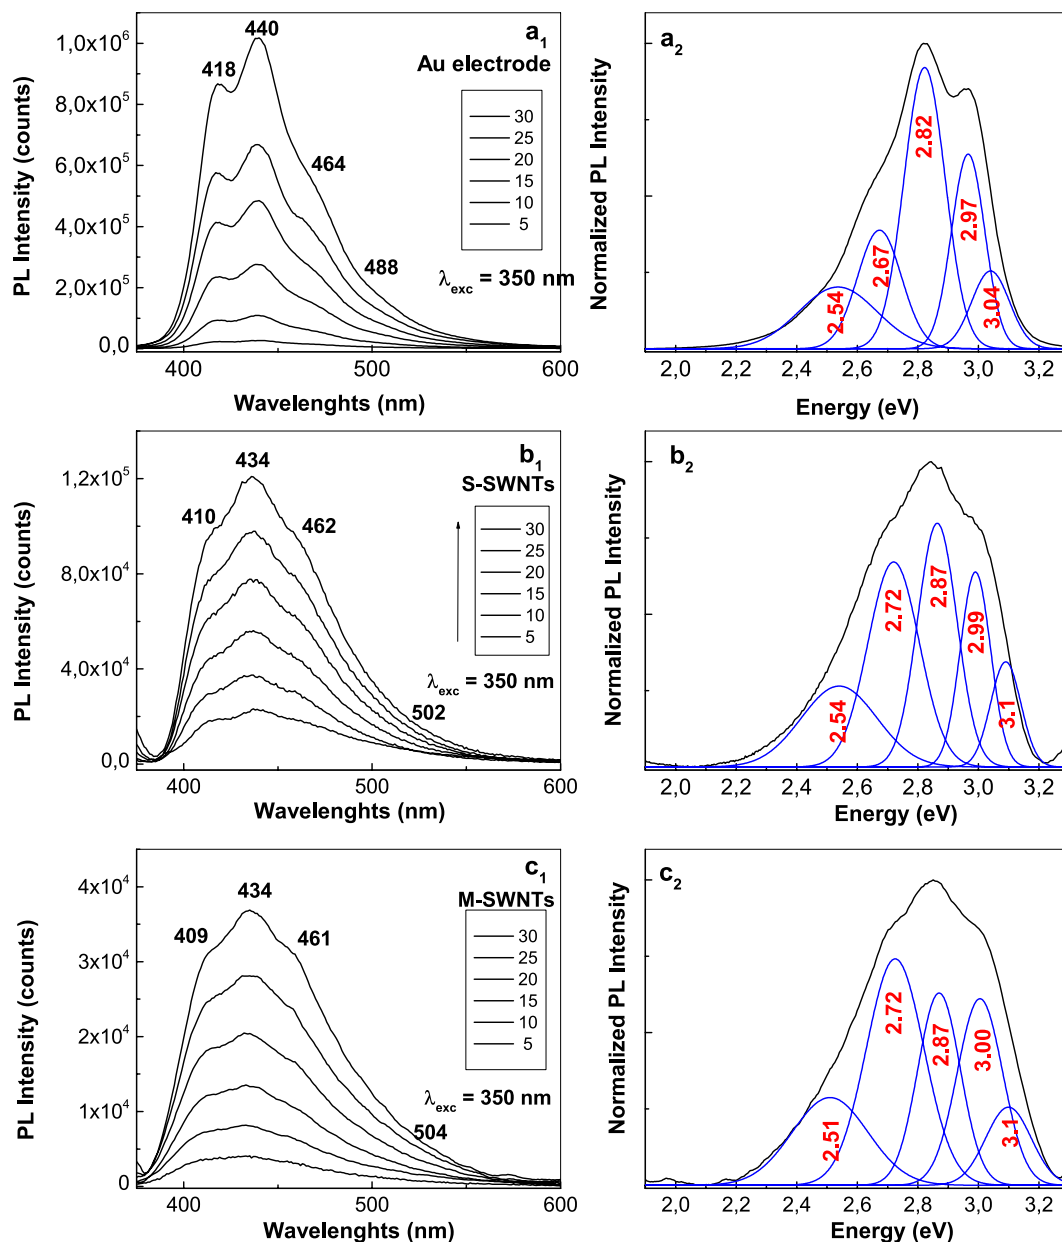 a1
Au electrode
PL Intensity (counts)
1,0x10^6
8,0x10^5
6,0x10^5
4,0x10^5
2,0x10^5
0,0
418
440
464
488
30
25
20
15
10
5
λexc = 350 nm
400
500
600
Wavelenghts (nm)
a2
Normalized PL Intensity
2.54
2.67
2.82
2.97
3.04
2,0
2,2
2,4
2,6
2,8
3,0
3,2
Energy (eV)
b1
S-SWNTs
PL Intensity (counts)
1,2x10^5
8,0x10^4
4,0x10^4
0,0
410
434
462
502
30
25
20
15
10
5
λexc = 350 nm
400
500
600
Wavelenghts (nm)
b2
Normalized PL Intensity
2.54
2.72
2.87
2.99
3.1
2,0
2,2
2,4
2,6
2,8
3,0
3,2
Energy (eV)
c1
M-SWNTs
PL Intensity (counts)
4x10^4
3x10^4
2x10^4
1x10^4
0
409
434
461
504
30
25
20
15
10
5
λexc = 350 nm
400
500
600
Wavelenghts (nm)
c2
Normalized PL Intensity
2.51
2.72
2.87
3.00
3.1
2,0
2,2
2,4
2,6
2,8
3,0
3,2
Energy (eV)